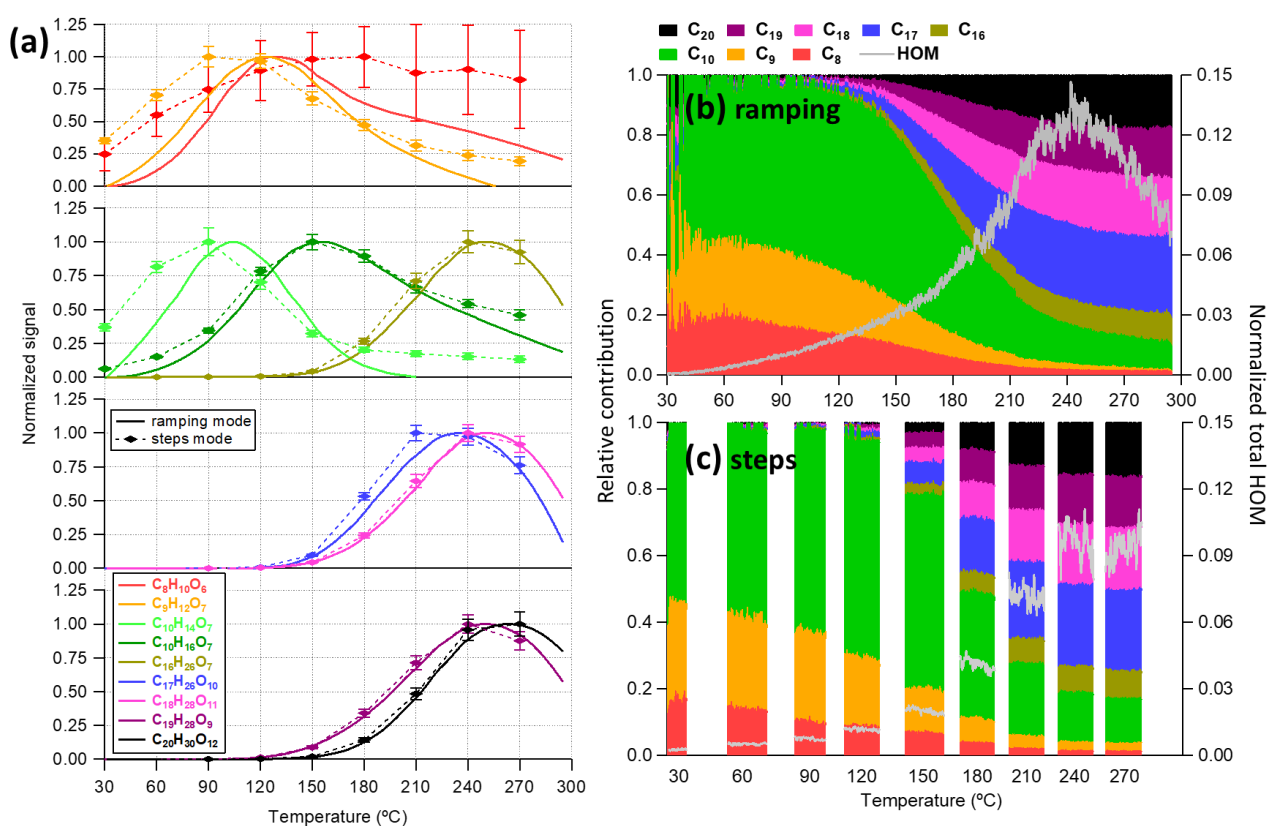 (a)
1.25
1.00
0.75
0.50
0.25
0.00
1.25
1.00
0.75
0.50
0.25
0.00
1.25
1.00
0.75
0.50
0.25
0.00
1.25
1.00
0.75
0.50
0.25
0.00
Normalized signal
ramping mode
steps mode
C₈H₁₀O₆
C₉H₁₂O₇
C₁₀H₁₄O₇
C₁₀H₁₆O₇
C₁₆H₂₆O₇
C₁₇H₂₆O₁₀
C₁₈H₂₈O₁₁
C₁₉H₂₈O₉
C₂₀H₃₀O₁₂
30 60 90 120 150 180 210 240 270 300
Temperature (ºC)
C₂₀ C₁₉ C₁₈ C₁₇ C₁₆
C₁₀ C₉ C₈ HOM
(b) ramping
1.0
0.8
0.6
0.4
0.2
0.0
0.15
0.12
0.09
0.06
0.03
0.00
30 60 90 120 150 180 210 240 270 300
Relative contribution
Normalized total HOM
(c) steps
1.0
0.8
0.6
0.4
0.2
0.0
0.15
0.12
0.09
0.06
0.03
0.00
30 60 90 120 150 180 210 240 270
Temperature (ºC)